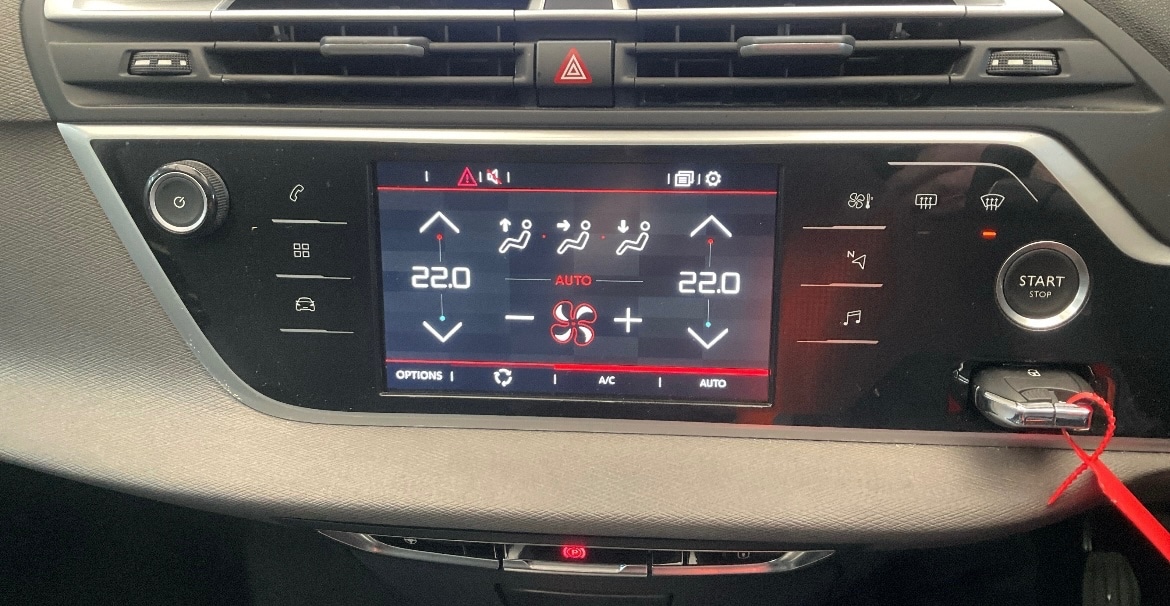 22.0
AUTO
22.0
OPTIONS
A/C
AUTO
N
START
STOP
P